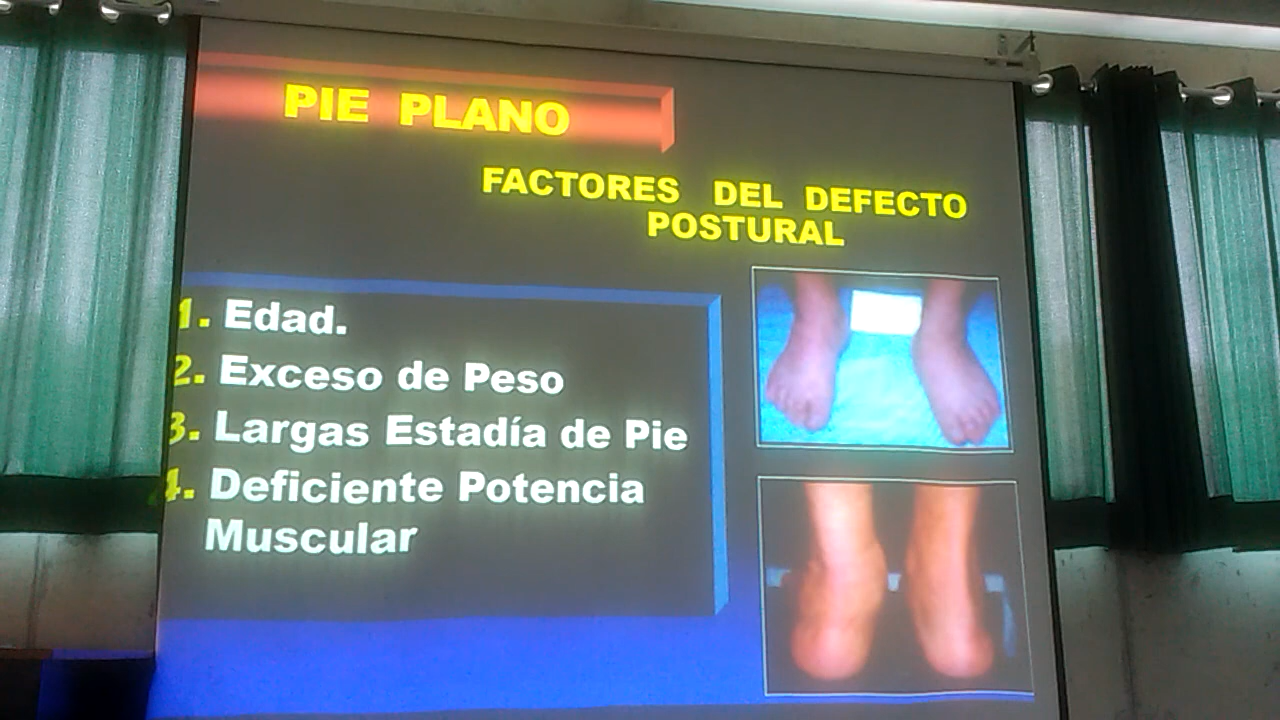 PIE PLANO
FACTORES DEL DEFECTO
POSTURAL
1. Edad.
2. Exceso de Peso
3. Largas Estadía de Pie
4. Deficiente Potencia
Muscular